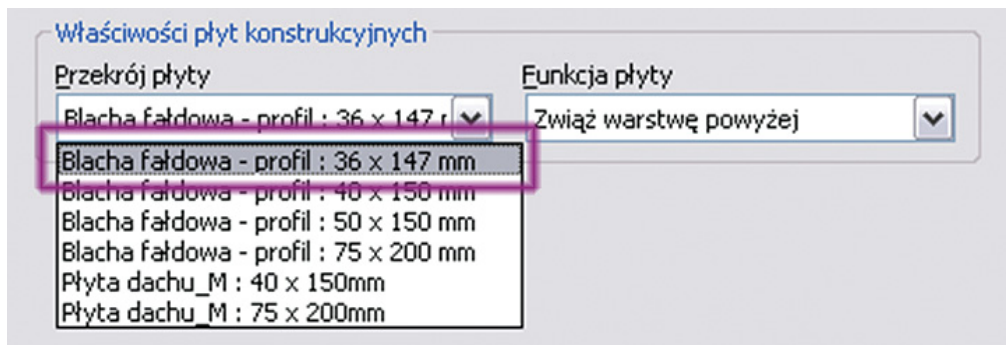 Właściwości płyt konstrukcyjnych
Przekrój płyty
Funkcja płyty
Blacha fałdowa - profil : 36 x 147 r
Zwiąż warstwę powyżej
Blacha fałdowa - profil : 36 x 147 mm
Blacha fałdowa - profil : 40 x 150 mm
Blacha fałdowa - profil : 50 x 150 mm
Blacha fałdowa - profil : 75 x 200 mm
Płyta dachu_M : 40 x 150mm
Płyta dachu_M : 75 x 200mm